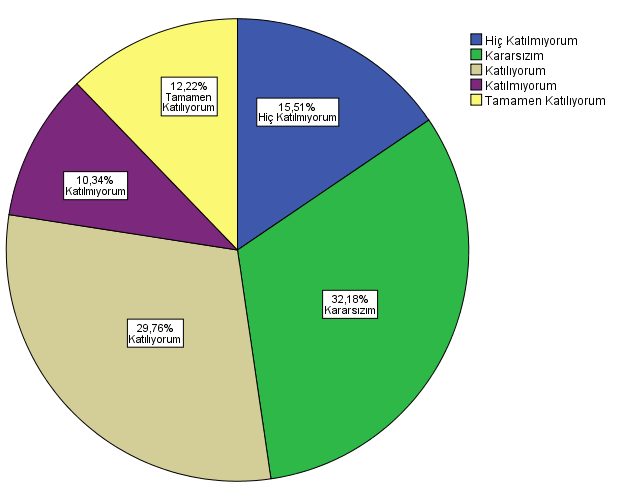 Hiç Katılmıyorum
Kararsızım
Katılıyorum
Katılmıyorum
Tamamen Katılıyorum
12,22%
Tamamen
Katılıyorum
15,51%
Hiç Katılmıyorum
10,34%
Katılmıyorum
32,18%
Kararsızım
29,76%
Katılıyorum